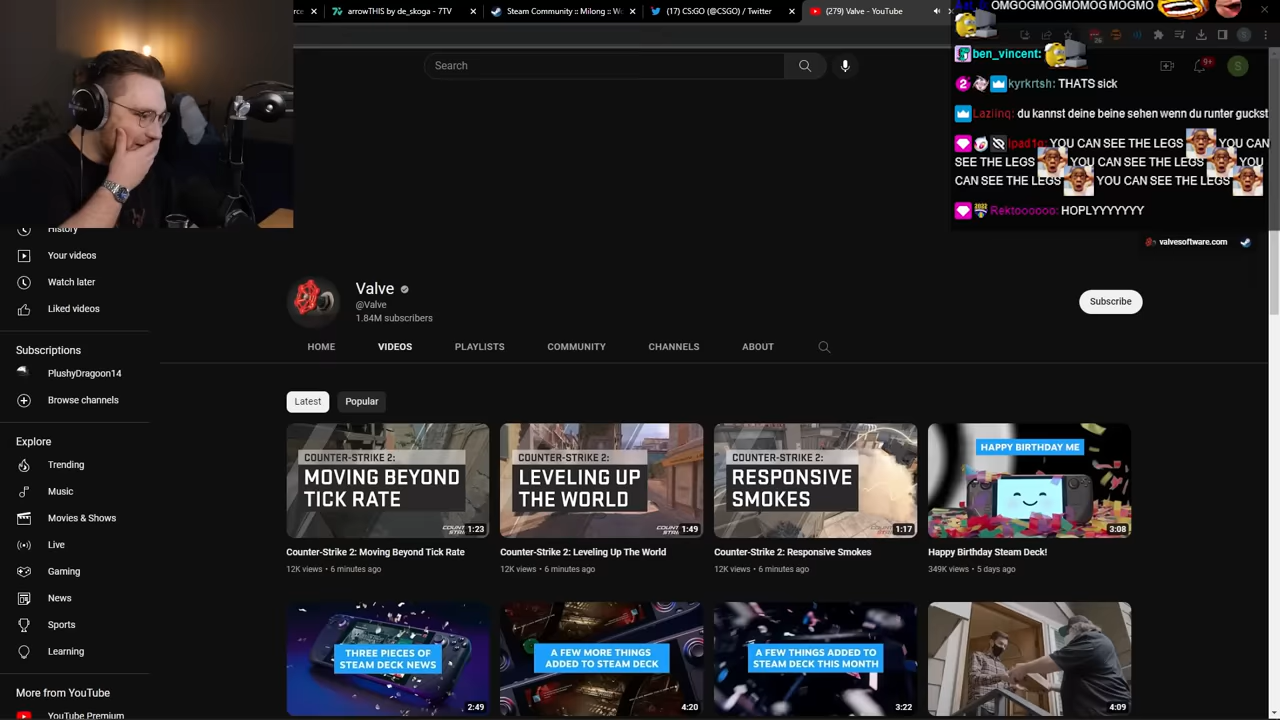 arrowTHIS by de_skoga - 7TV
Steam Community :: Milong :: Wo
(17) CS:GO (@CSGO) / Twitter
(279) Valve - YouTube
OMGOGMOGMOMOG MOGMO
ben_vincent:
Search
9+
S
kyrkrtsh: THATS sick
Laziinq: du kannst deine beine sehen wenn du runter guckst
ipad1g: YOU CAN SEE THE LEGS YOU CAN
SEE THE LEGS YOU CAN SEE THE LEGS YOU
CAN SEE THE LEGS YOU CAN SEE THE LEGS
Rektoooooo: HOPLYYYYYYY
History
valvesoftware.com
Your videos
Watch later
Liked videos
Valve
@Valve
1.84M subscribers
Subscribe
HOME VIDEOS PLAYLISTS COMMUNITY CHANNELS ABOUT
Subscriptions
PlushyDragoon14
Browse channels
Latest Popular
Explore
Trending
Music
Movies & Shows
Live
Gaming
News
Sports
Learning
More from YouTube
YouTube Premium
COUNTER-STRIKE 2:
MOVING BEYOND
TICK RATE
1:23
Counter-Strike 2: Moving Beyond Tick Rate
12K views • 6 minutes ago
COUNTER-STRIKE 2:
LEVELING UP
THE WORLD
1:49
Counter-Strike 2: Leveling Up The World
12K views • 6 minutes ago
COUNTER-STRIKE 2:
RESPONSIVE
SMOKES
1:17
Counter-Strike 2: Responsive Smokes
12K views • 6 minutes ago
HAPPY BIRTHDAY ME
3:08
Happy Birthday Steam Deck!
349K views • 5 days ago
THREE PIECES OF
STEAM DECK NEWS
2:49
A FEW MORE THINGS
ADDED TO STEAM DECK
4:20
A FEW THINGS ADDED TO
STEAM DECK THIS MONTH
3:22
4:09